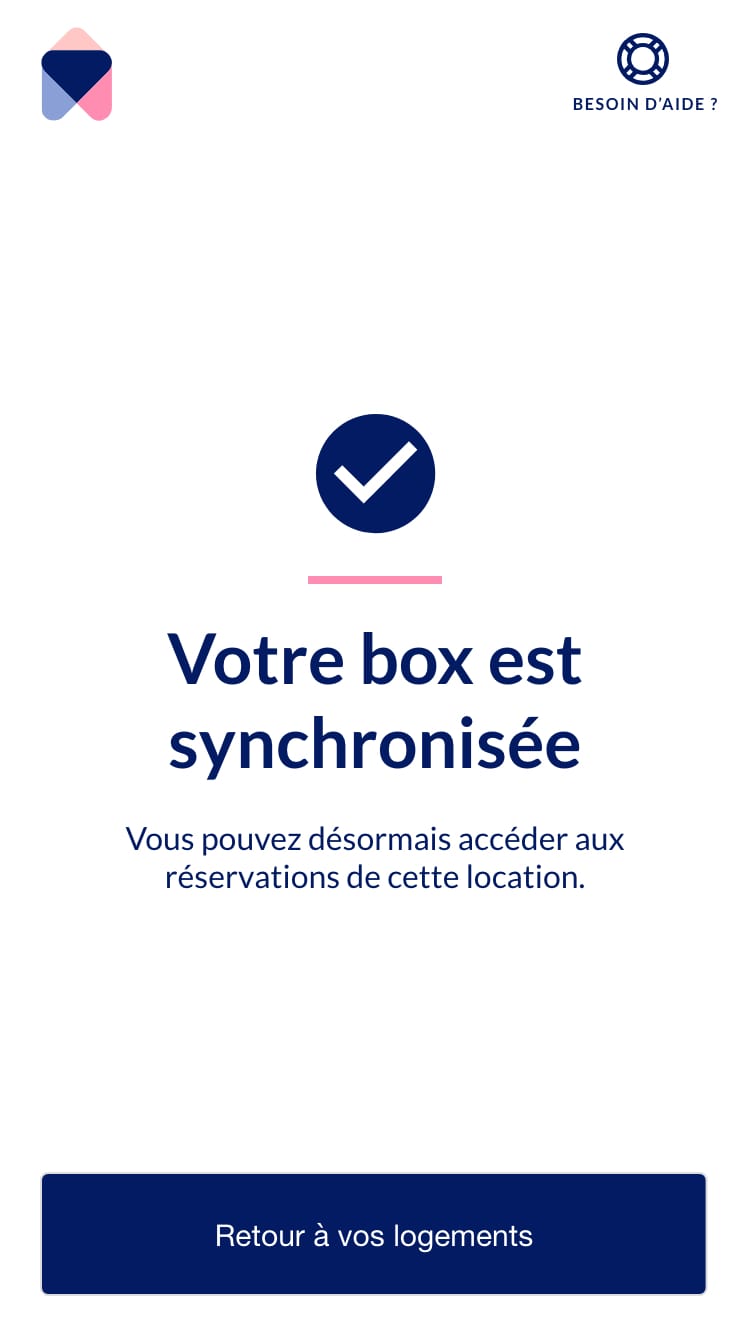 BESOIN D’AIDE ?
Votre box est
synchronisée
Vous pouvez désormais accéder aux
réservations de cette location.
Retour à vos logements